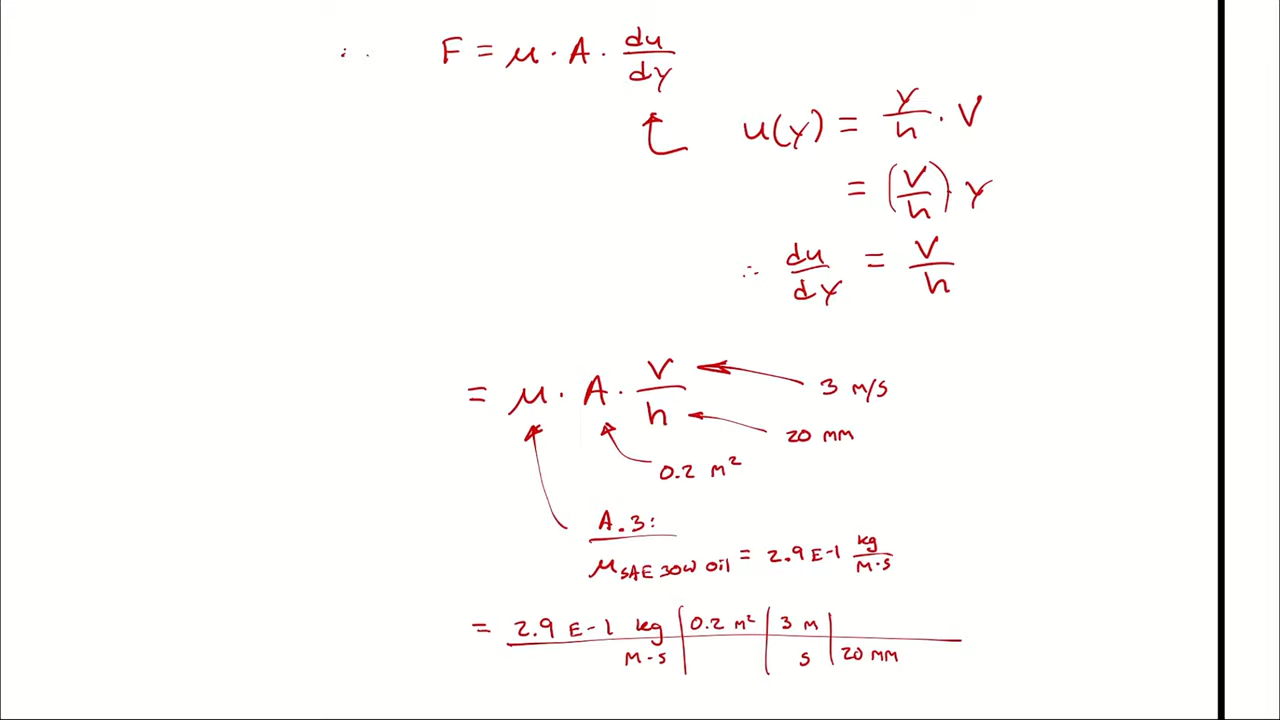 ∴ F = μ · A · du/dy
u(y) = y/h · V
= (V/h) · y
∴ du/dy = V/h
= μ · A · V/h
3 m/s
20 mm
0.2 m²
A.3:
μ SAE 30W Oil = 2.9 E-1 kg/m·s
= 2.9 E-1 kg | 0.2 m² | 3 m |
m·s | | s | 20 mm